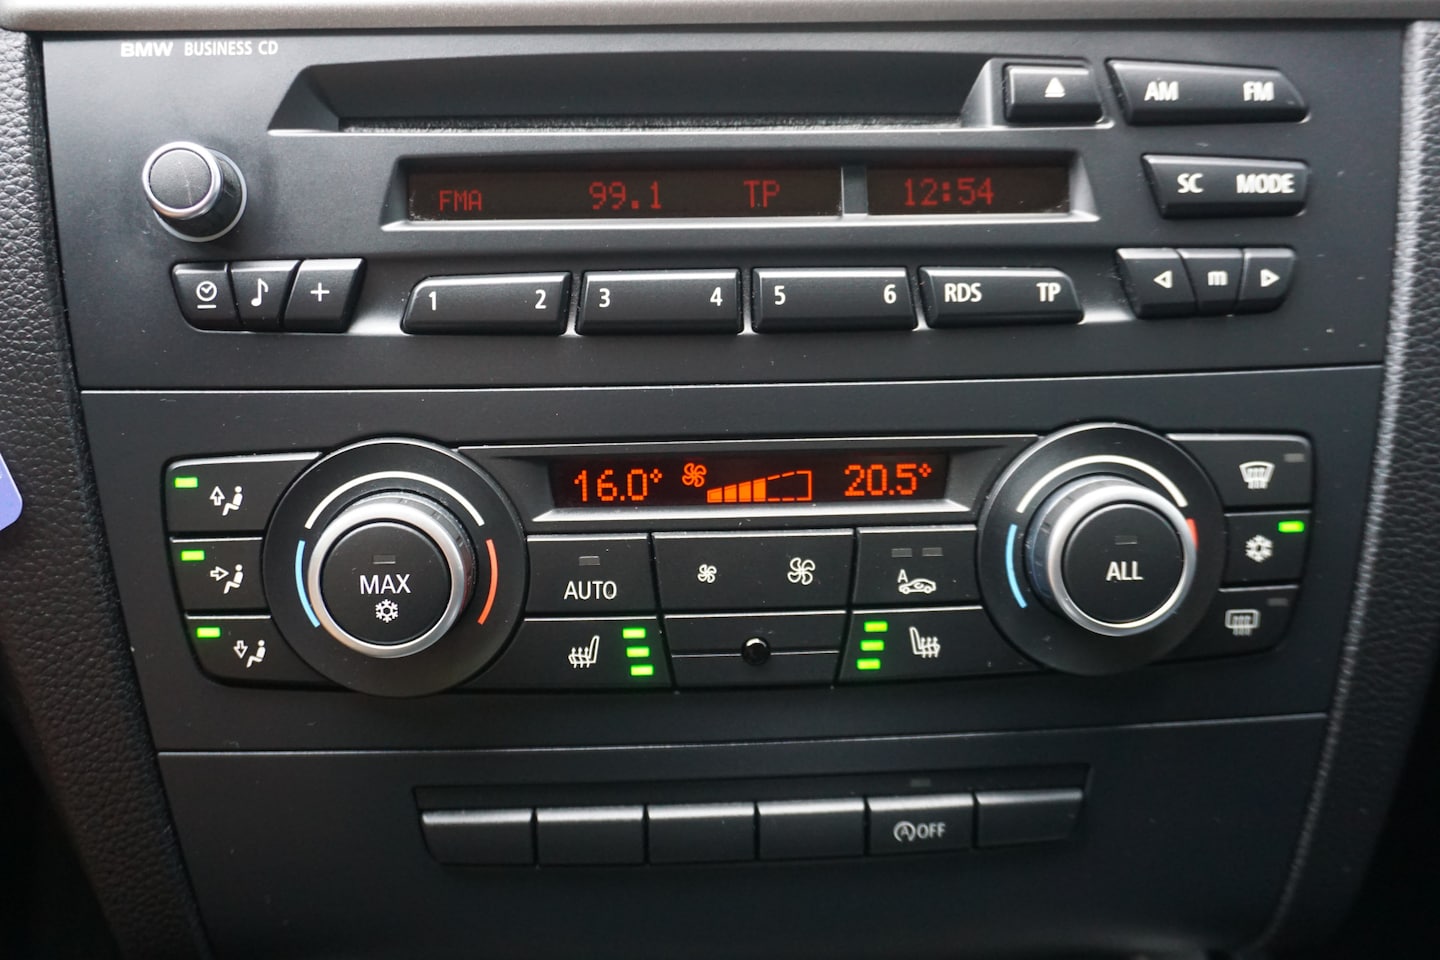 BMW BUSINESS CD
AM FM
FMA 99.1 TP 12:54
SC MODE
1 2 3 4 5 6 RDS TP m
16.0° 20.5°
MAX
AUTO
A
ALL
A OFF